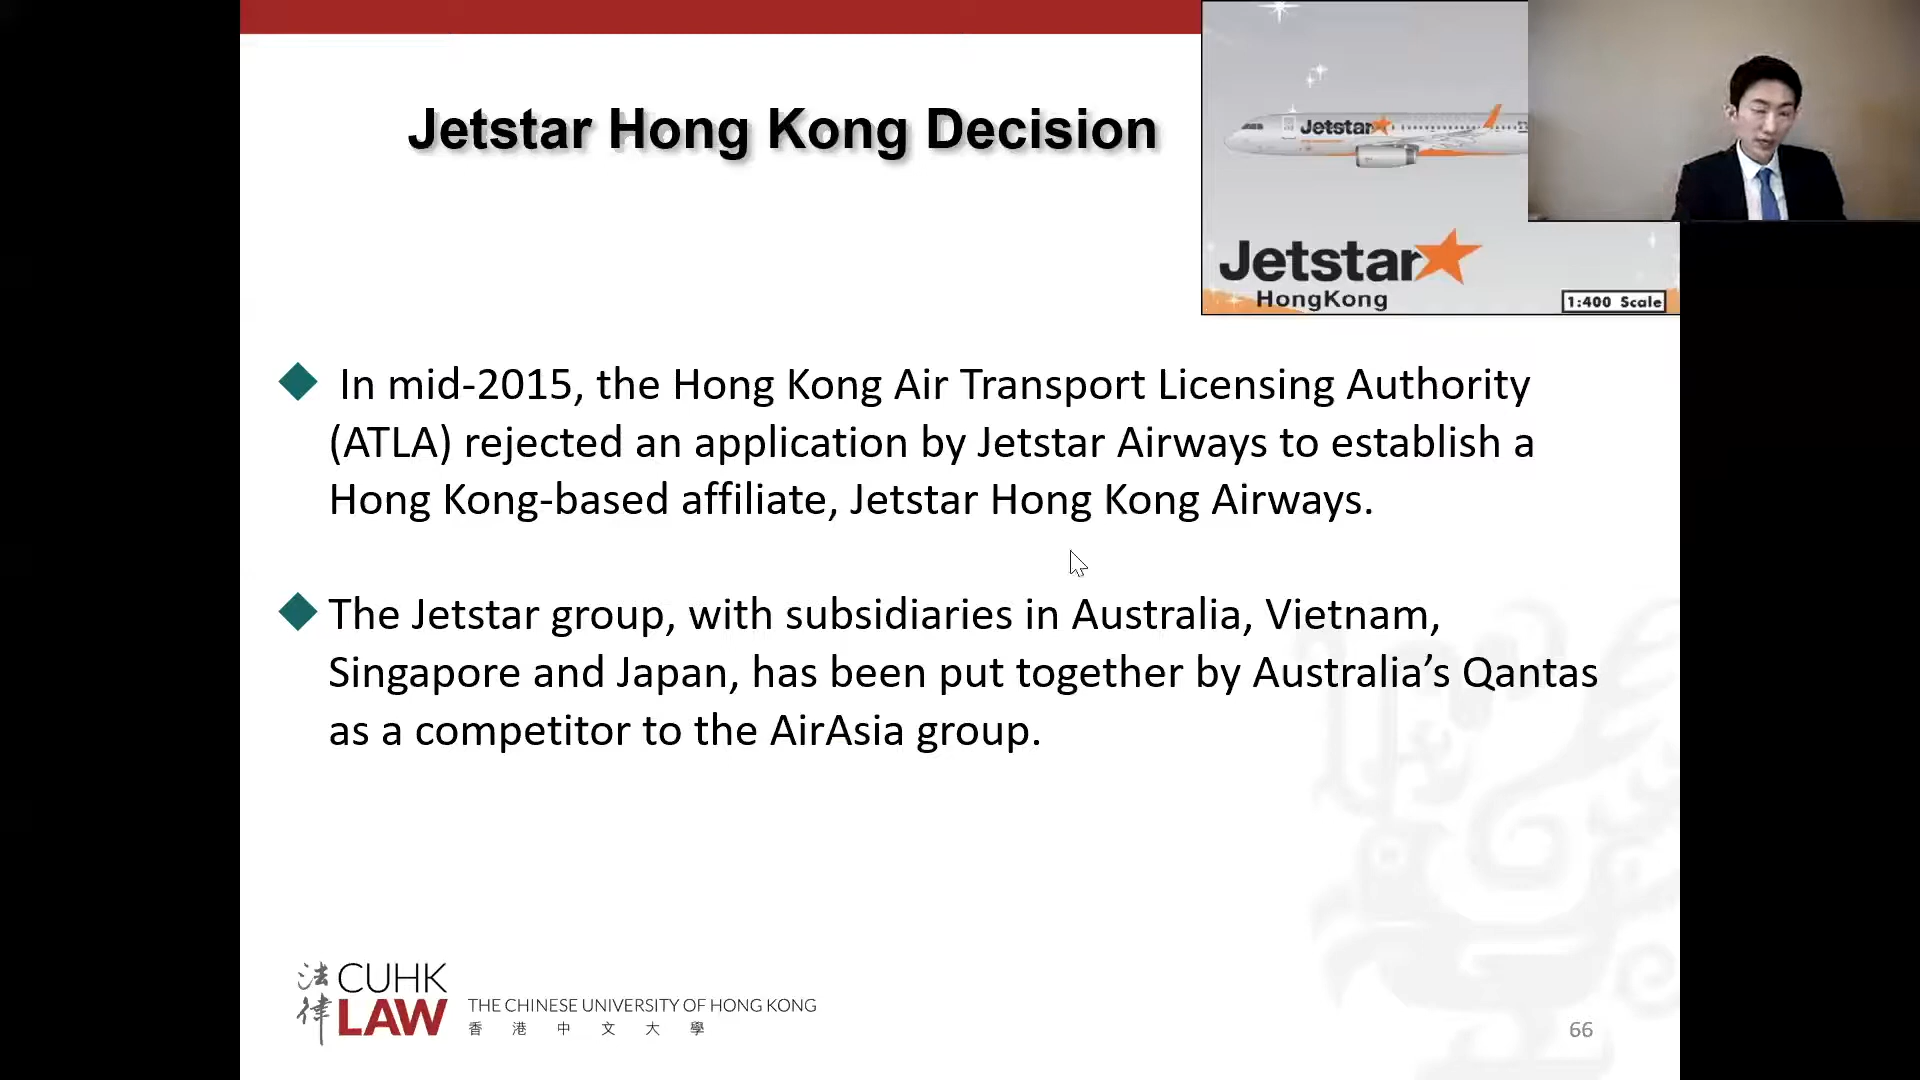 Jetstar Hong Kong Decision
Jetstar
Jetstar
HongKong
1:400 Scale
In mid-2015, the Hong Kong Air Transport Licensing Authority
(ATLA) rejected an application by Jetstar Airways to establish a
Hong Kong-based affiliate, Jetstar Hong Kong Airways.
The Jetstar group, with subsidiaries in Australia, Vietnam,
Singapore and Japan, has been put together by Australia’s Qantas
as a competitor to the AirAsia group.
法律
CUHK
LAW
THE CHINESE UNIVERSITY OF HONG KONG
香港中文大學
66